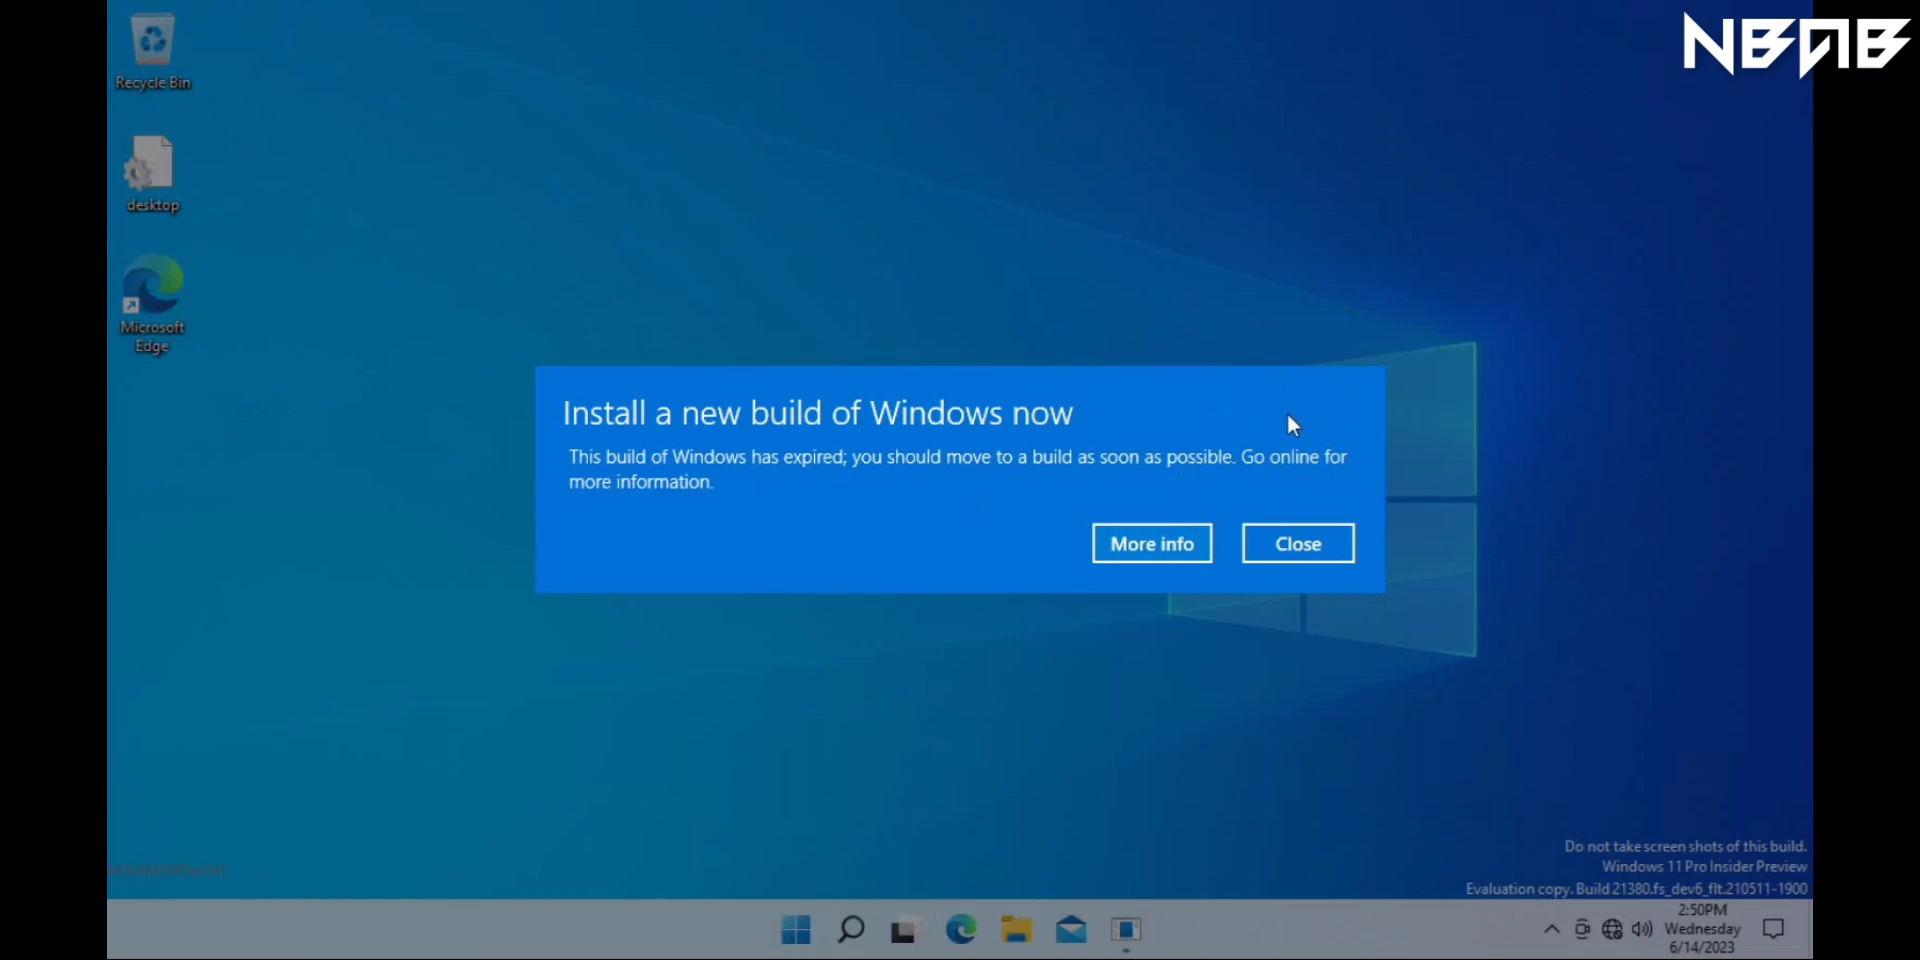 NBAB
Recycle Bin
desktop
Microsoft
Edge
Install a new build of Windows now
This build of Windows has expired; you should move to a build as soon as possible. Go online for
more information.
More info
Close
Do not take screen shots of this build.
Windows 11 Pro Insider Preview
Evaluation copy. Build 21380.fs_dev6_flt.210511-1900
2:50PM
Wednesday
6/14/2023